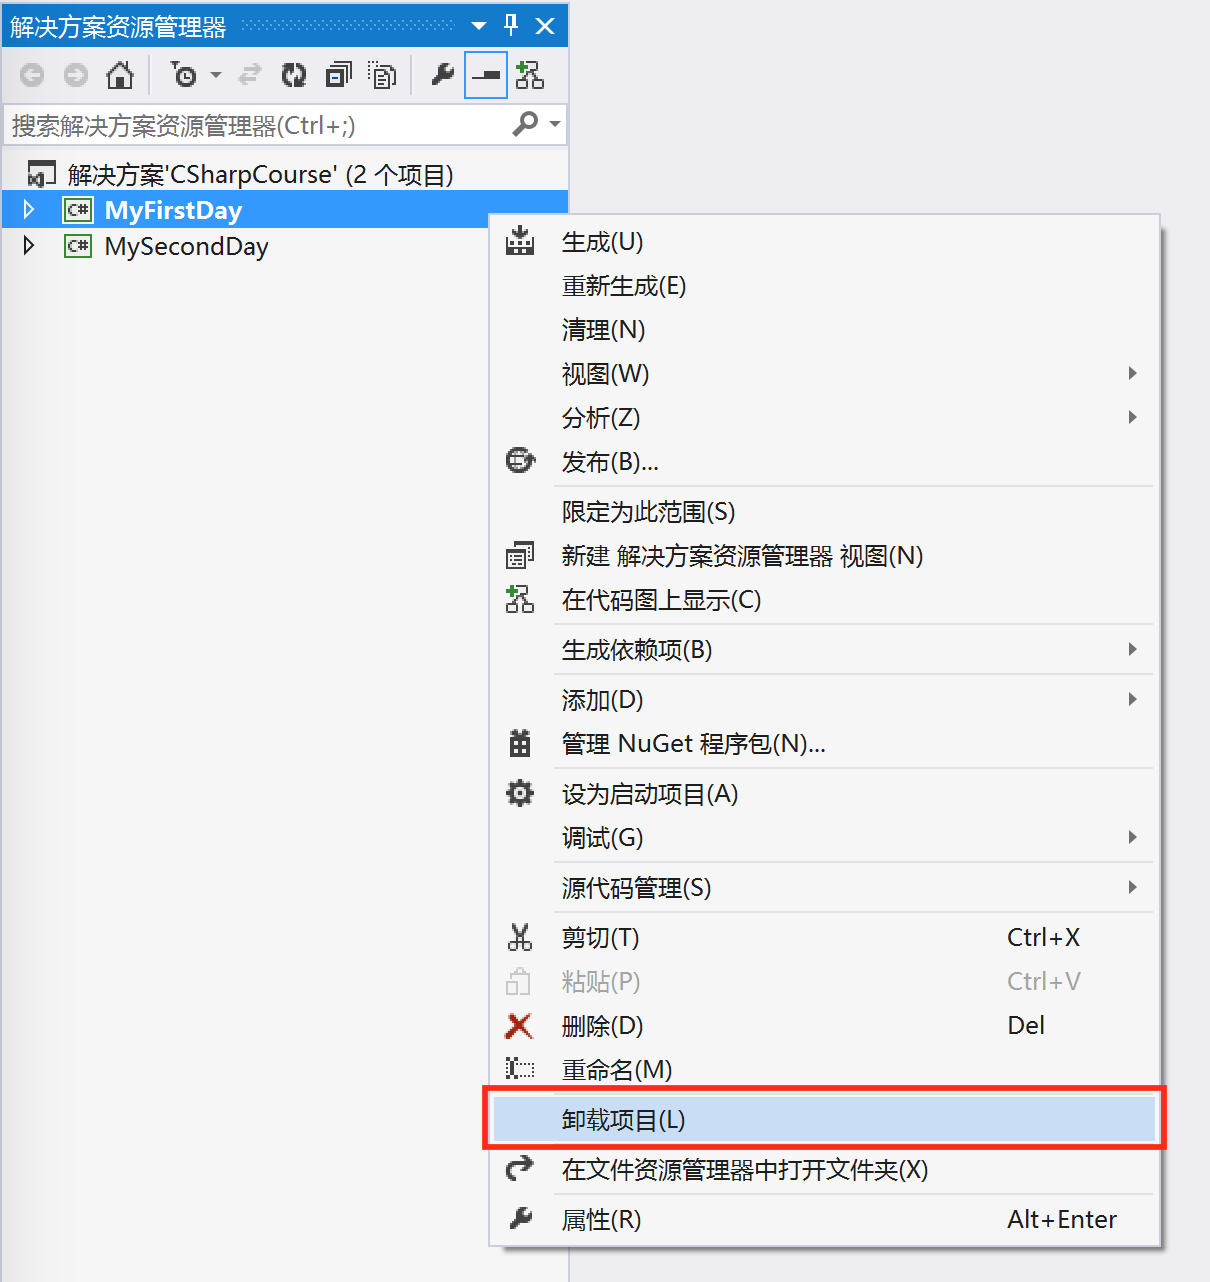 解决方案资源管理器
搜索解决方案资源管理器(Ctrl+;)
解决方案'CSharpCourse' (2 个项目)
C# MyFirstDay
C# MySecondDay
生成(U)
重新生成(E)
清理(N)
视图(W)
分析(Z)
发布(B)...
限定为此范围(S)
新建 解决方案资源管理器 视图(N)
在代码图上显示(C)
生成依赖项(B)
添加(D)
管理 NuGet 程序包(N)...
设为启动项目(A)
调试(G)
源代码管理(S)
剪切(T) Ctrl+X
粘贴(P) Ctrl+V
删除(D) Del
重命名(M)
卸载项目(L)
在文件资源管理器中打开文件夹(X)
属性(R) Alt+Enter